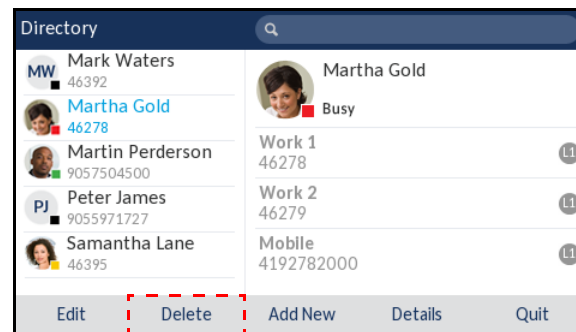 Directory
MW
Mark Waters
46392
Martha Gold
46278
Martin Perderson
9057504500
PJ
Peter James
9055971727
Samantha Lane
46395
Martha Gold
Busy
Work 1
46278
L1
Work 2
46279
L1
Mobile
4192782000
L1
Edit
Delete
Add New
Details
Quit